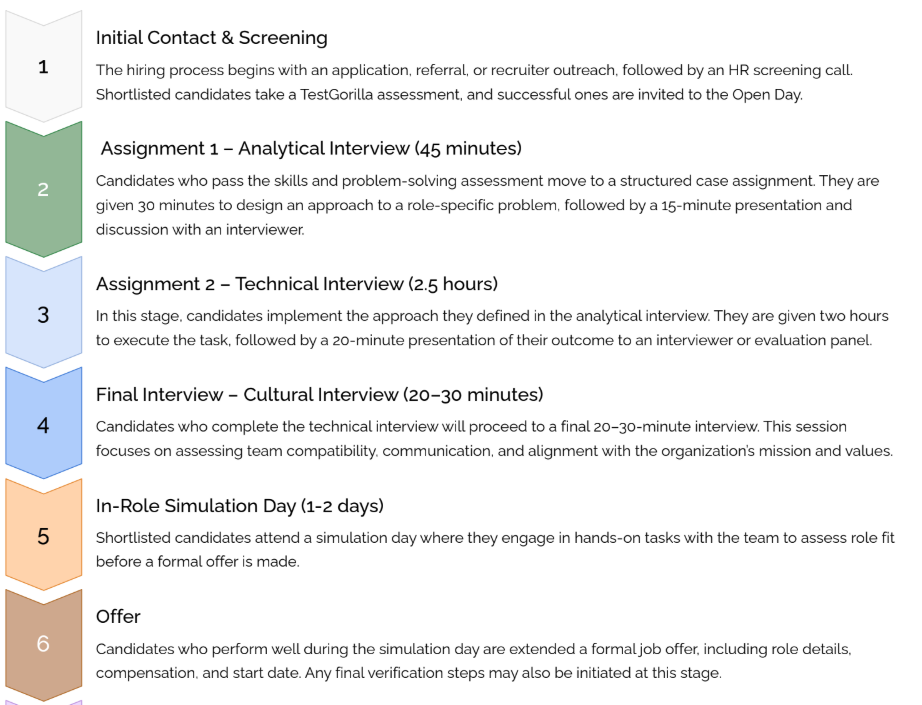 1
Initial Contact & Screening
The hiring process begins with an application, referral, or recruiter outreach, followed by an HR screening call.
Shortlisted candidates take a TestGorilla assessment, and successful ones are invited to the Open Day.
2
Assignment 1 – Analytical Interview (45 minutes)
Candidates who pass the skills and problem-solving assessment move to a structured case assignment. They are
given 30 minutes to design an approach to a role-specific problem, followed by a 15-minute presentation and
discussion with an interviewer.
3
Assignment 2 – Technical Interview (2.5 hours)
In this stage, candidates implement the approach they defined in the analytical interview. They are given two hours
to execute the task, followed by a 20-minute presentation of their outcome to an interviewer or evaluation panel.
4
Final Interview – Cultural Interview (20–30 minutes)
Candidates who complete the technical interview will proceed to a final 20–30-minute interview. This session
focuses on assessing team compatibility, communication, and alignment with the organization's mission and values.
5
In-Role Simulation Day (1-2 days)
Shortlisted candidates attend a simulation day where they engage in hands-on tasks with the team to assess role fit
before a formal offer is made.
6
Offer
Candidates who perform well during the simulation day are extended a formal job offer, including role details,
compensation, and start date. Any final verification steps may also be initiated at this stage.